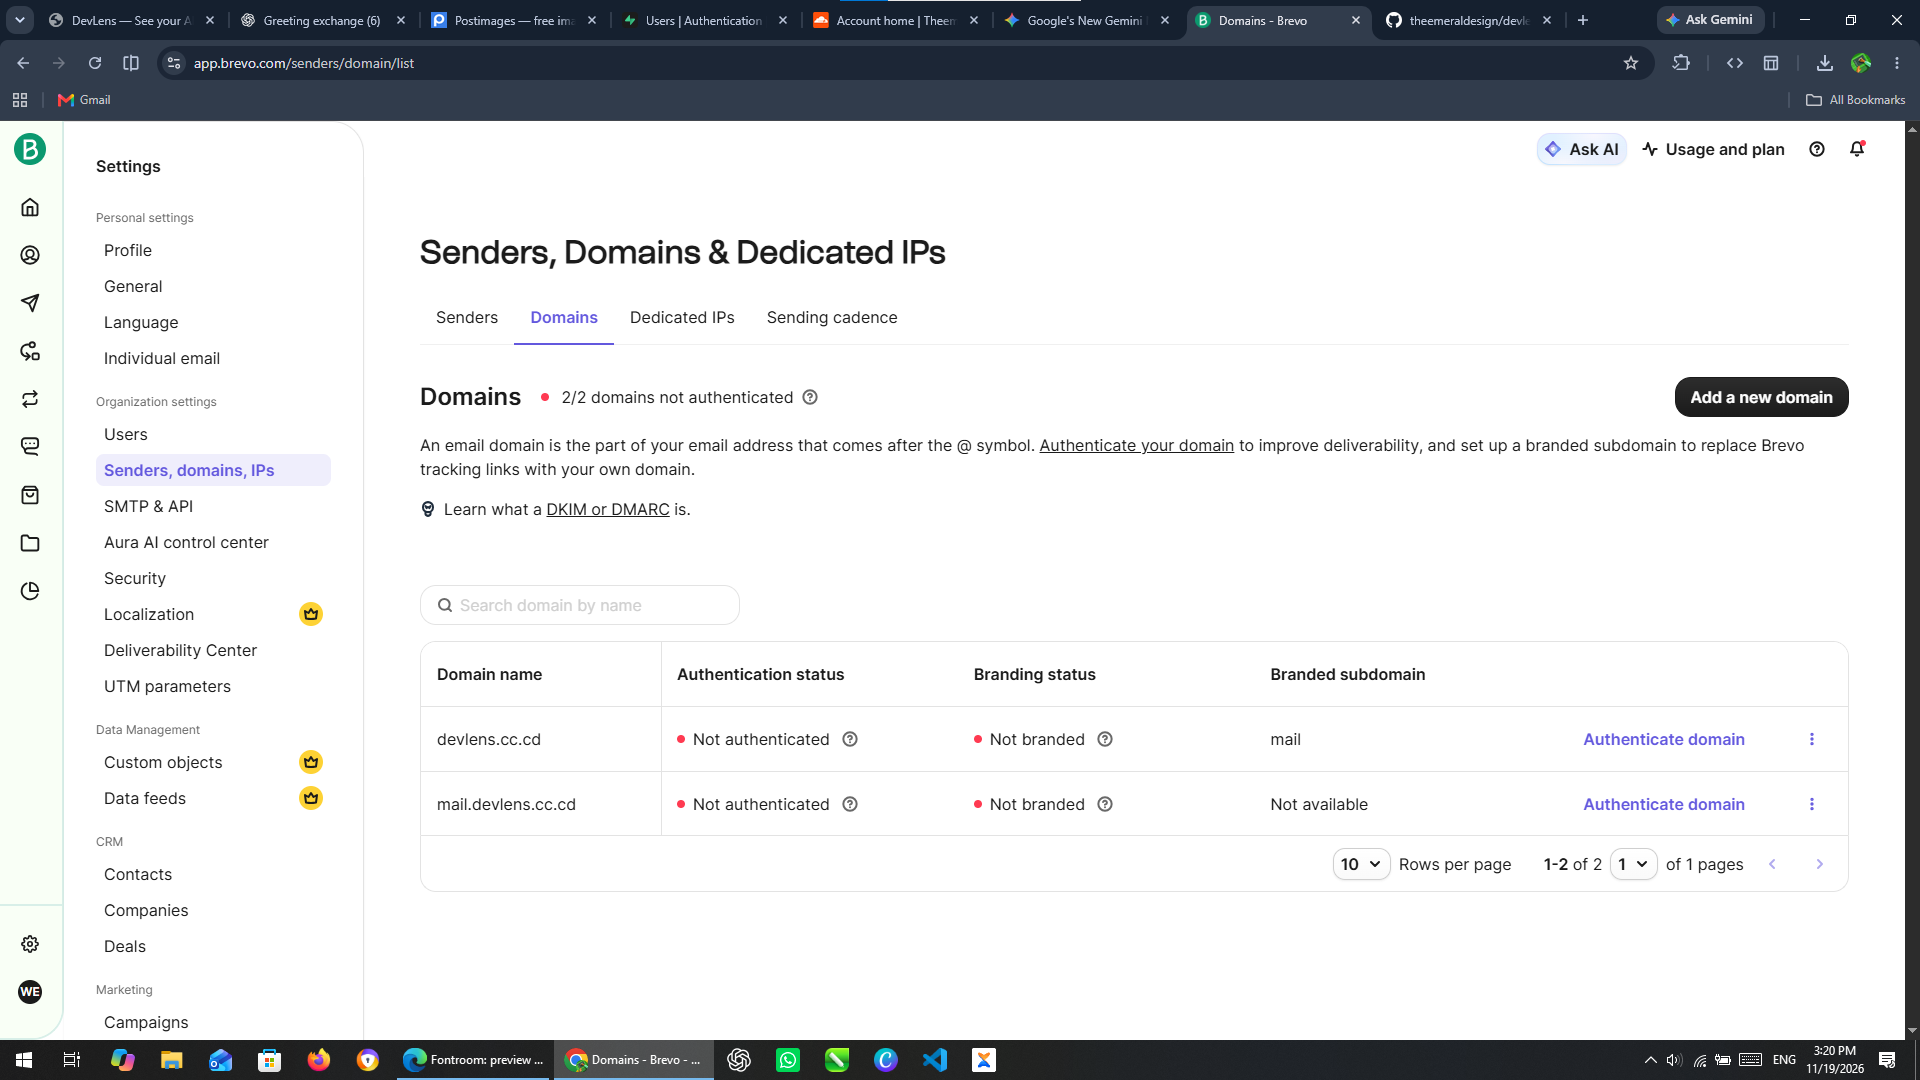 DevLens — See your A
Greeting exchange (6)
Postimages — free ima
Users | Authentication
Account home | Theem
Google's New Gemini
Domains - Brevo
theemeraldesign/devle
Ask Gemini
app.brevo.com/senders/domain/list
Gmail
All Bookmarks
B
Ask AI
Usage and plan
Settings
Personal settings
Profile
General
Language
Individual email
Organization settings
Users
Senders, domains, IPs
SMTP & API
Aura AI control center
Security
Localization
Deliverability Center
UTM parameters
Data Management
Custom objects
Data feeds
CRM
Contacts
Companies
Deals
Marketing
Campaigns
WE
Senders, Domains & Dedicated IPs
Senders Domains Dedicated IPs Sending cadence
Domains 2/2 domains not authenticated
Add a new domain
An email domain is the part of your email address that comes after the @ symbol. Authenticate your domain to improve deliverability, and set up a branded subdomain to replace Brevo
tracking links with your own domain.
Learn what a DKIM or DMARC is.
Search domain by name
Domain name Authentication status Branding status Branded subdomain
devlens.cc.cd Not authenticated Not branded mail Authenticate domain
mail.devlens.cc.cd Not authenticated Not branded Not available Authenticate domain
10 Rows per page 1-2 of 2 1 of 1 pages
Fontroom: preview ...
Domains - Brevo - ...
ENG
3:20 PM
11/19/2026